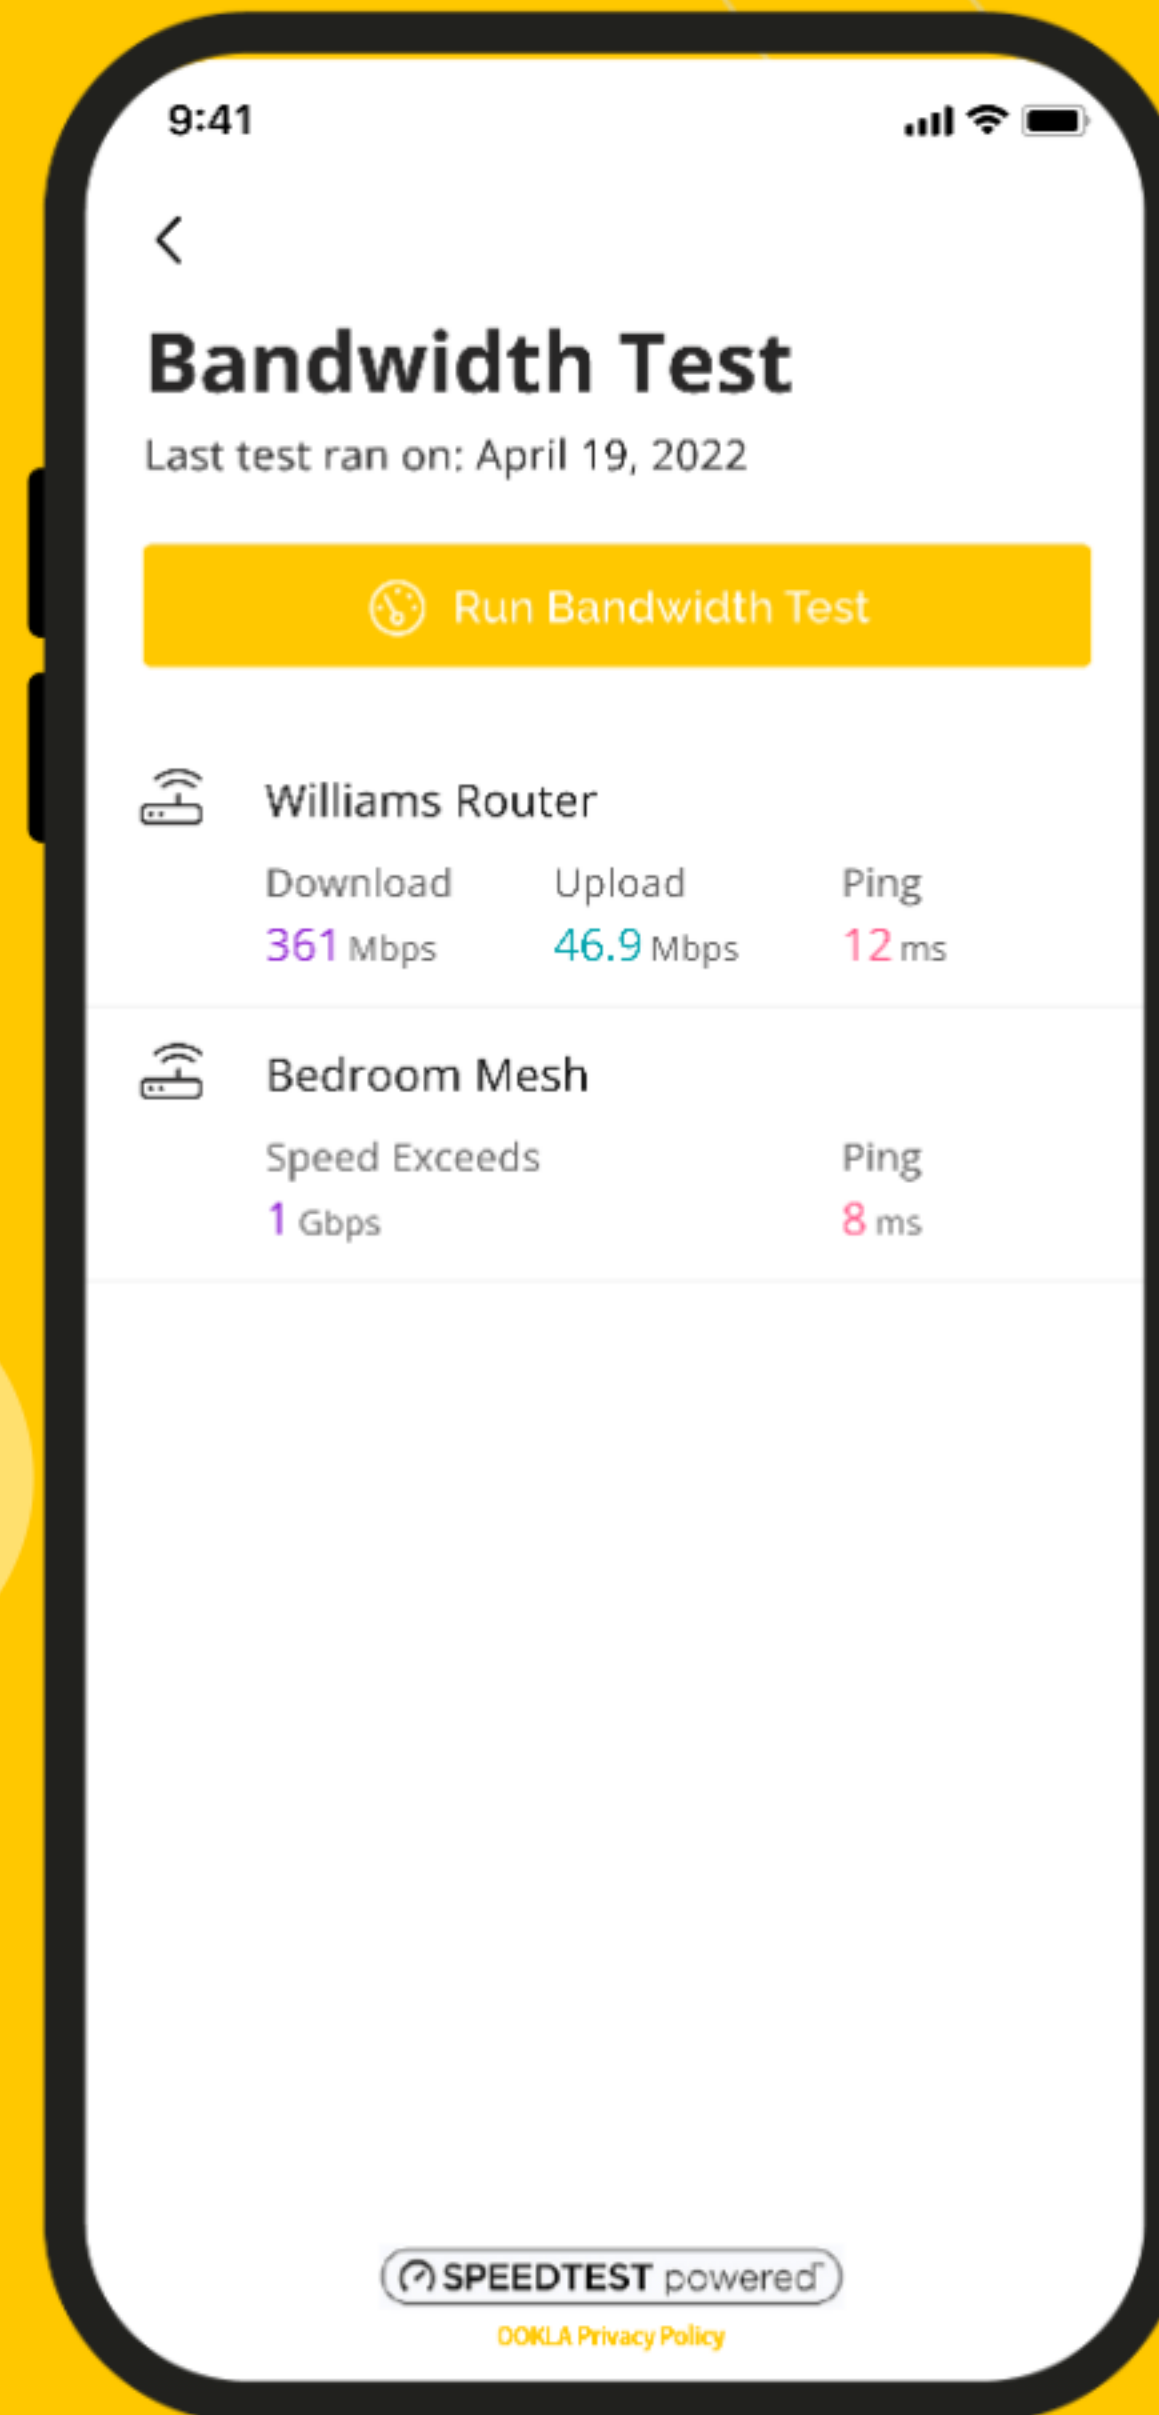 9:41
Bandwidth Test
Last test ran on: April 19, 2022
Run Bandwidth Test
Williams Router
Download Upload Ping
361 Mbps 46.9 Mbps 12 ms
Bedroom Mesh
Speed Exceeds Ping
1 Gbps 8 ms
SPEEDTEST powered
OOKLA Privacy Policy